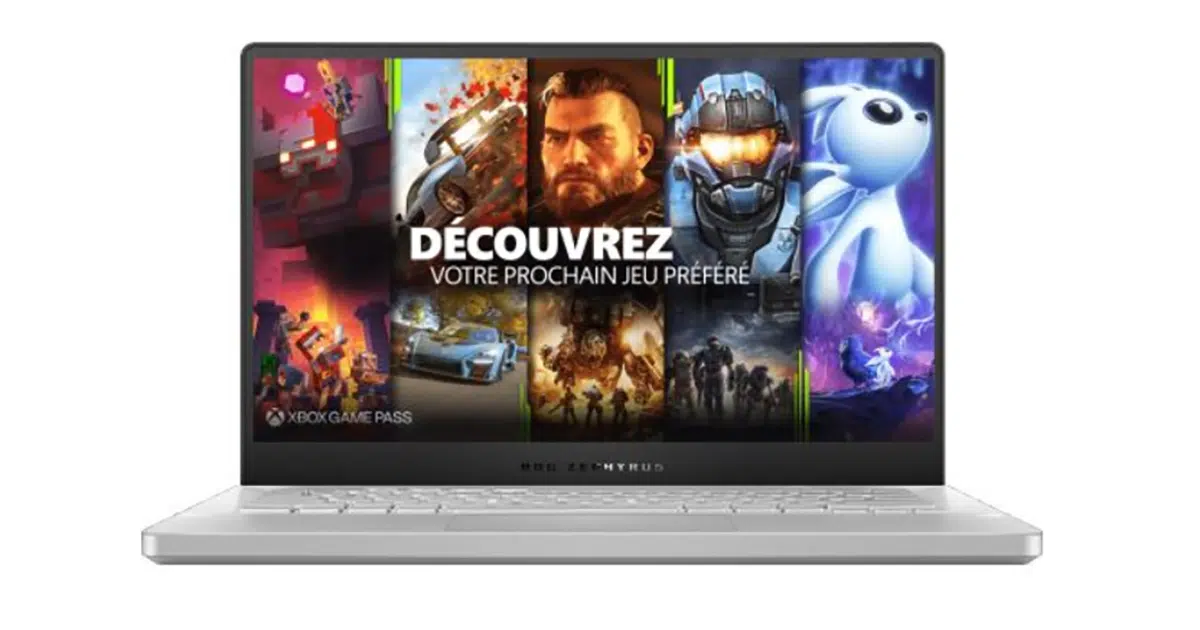 DÉCOUVREZ
VOTRE PROCHAIN JEU PRÉFÉRÉ
XBOX GAME PASS
ROG ZEPHYRUS